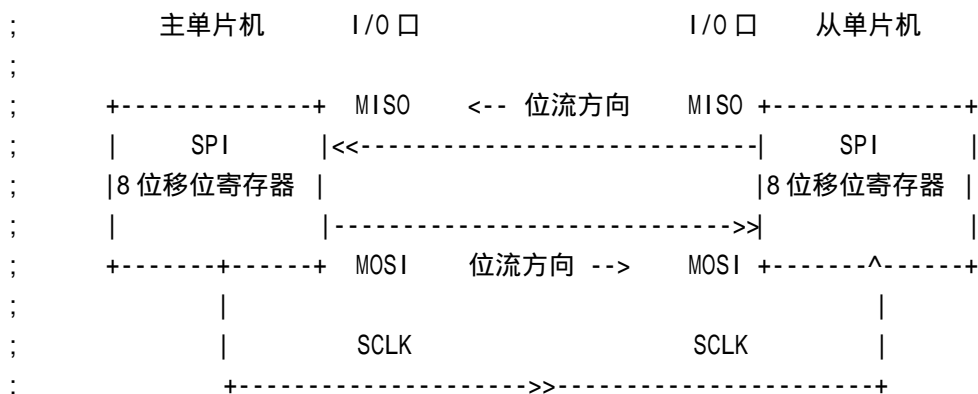 ; 主单片机 I/O 口 I/O 口 从单片机
;
; +--------------+ MISO <-- 位流方向 MISO +--------------+
; | SPI |<<-----------------------------| SPI |
; |8 位移位寄存器 | |8 位移位寄存器 |
; | |----------------------------->>| |
; +-------+------+ MOSI 位流方向 --> MOSI +-------^------+
; | |
; | SCLK SCLK |
; +--------------------->>-----------------------+